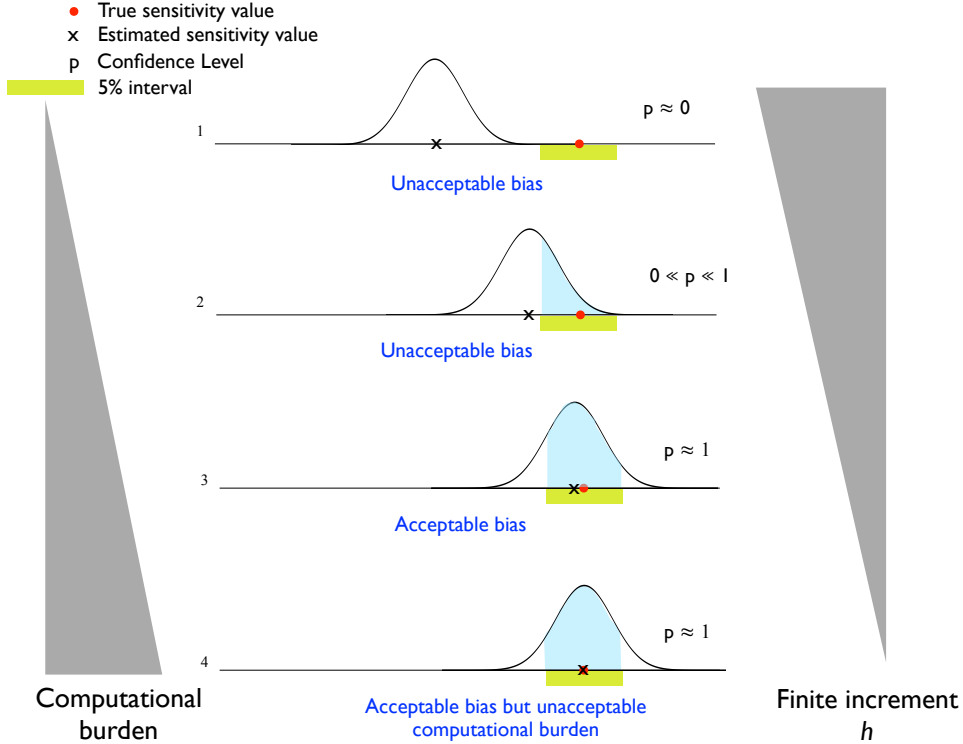 True sensitivity value
x Estimated sensitivity value
p Confidence Level
5% interval
1
x
p ≈ 0
Unacceptable bias
2
x
0 ≪ p ≪ 1
Unacceptable bias
3
x
p ≈ 1
Acceptable bias
4
x
p ≈ 1
Acceptable bias but unacceptable
computational burden
Computational
burden
Finite increment
h